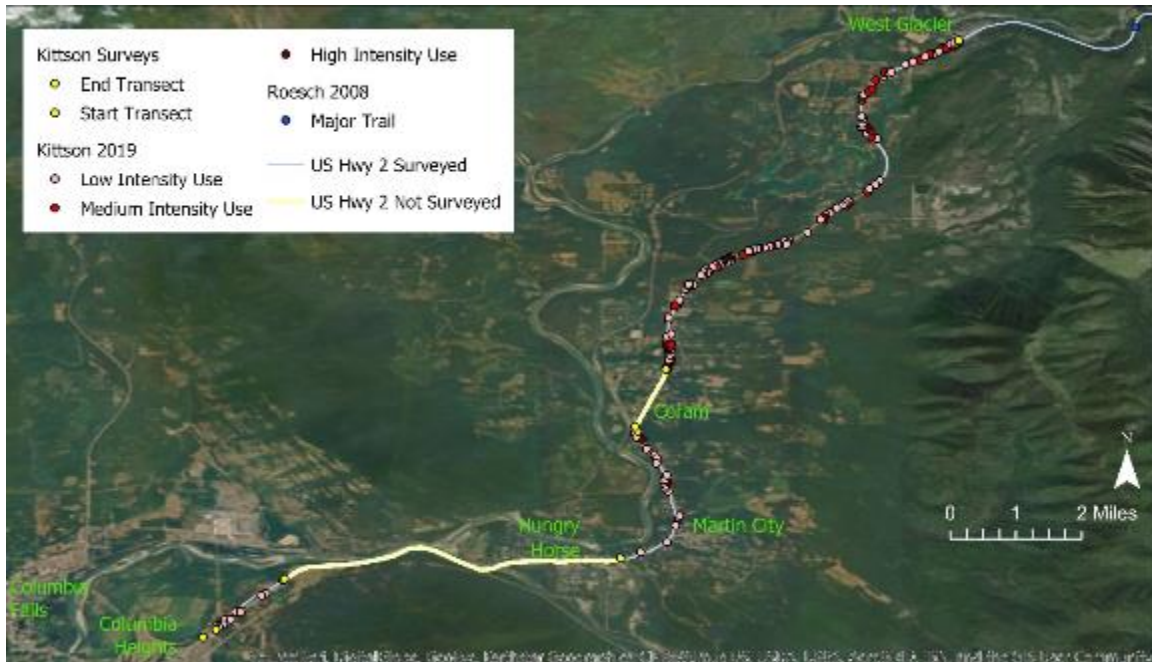 West Glacier
Kittson Surveys
End Transect
Start Transect
Kittson 2019
Low Intensity Use
Medium Intensity Use
High Intensity Use
Roesch 2008
Major Trail
US Hwy 2 Surveyed
US Hwy 2 Not Surveyed
Coram
N
0 1 2 Miles
Hungry
Horse
Martin City
Columbia
Falls
Columbia
Heights